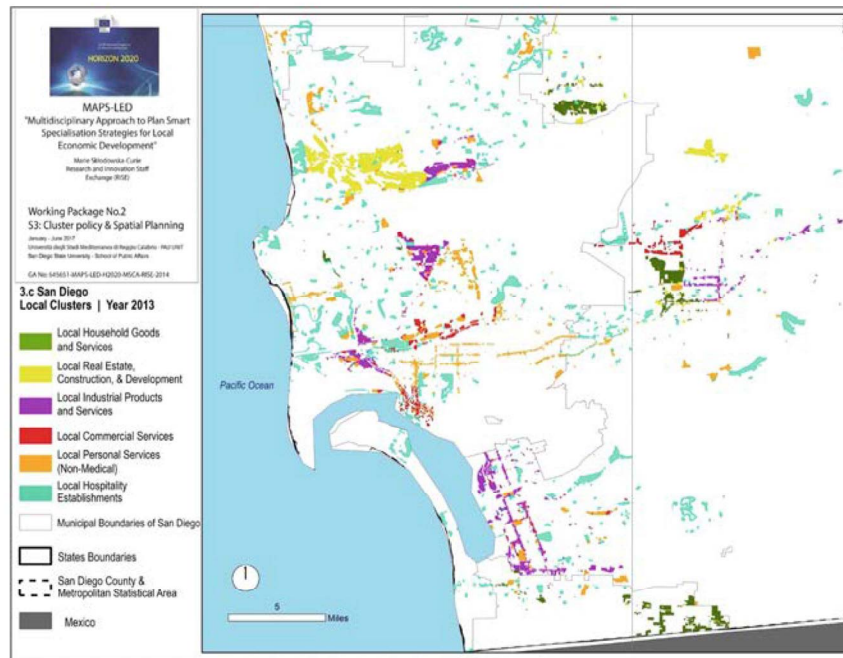 HORIZON 2020
MAPS-LED
"Multidisciplinary Approach to Plan Smart
Specialisation Strategies for Local
Economic Development"
Marie Sklodowska Curie
Research and Innovation Staff
Exchange (RISE)
Working Package No.2
S3: Cluster policy & Spatial Planning
January - June 2017
Università degli Studi Mediterranea di Reggio Calabria - PAU UNIT
San Diego State University - School of Public Affairs
GA No: 645651-MAPS-LED-H2020-MSCA-RISE-2014
3.c San Diego
Local Clusters | Year 2013
Local Household Goods
and Services
Local Real Estate,
Construction, & Development
Local Industrial Products
and Services
Local Commercial Services
Local Personal Services
(Non-Medical)
Local Hospitality
Establishments
Municipal Boundaries of San Diego
States Boundaries
San Diego County &
Metropolitan Statistical Area
Mexico
Pacific Ocean
5
Miles